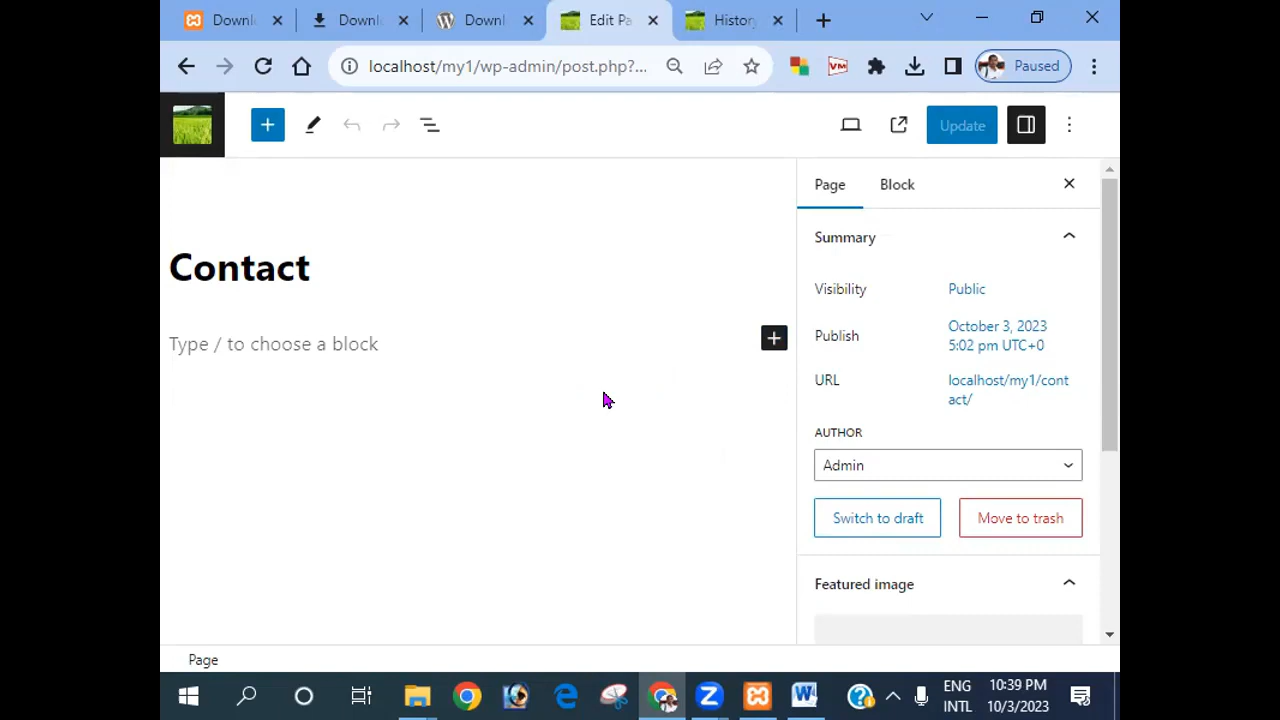 Downl
Downl
Downl
Edit Pa
History
localhost/my1/wp-admin/post.php?...
VM
Paused
Update
Page
Block
Summary
Contact
Visibility
Public
Publish
October 3, 2023
5:02 pm UTC+0
Type / to choose a block
URL
localhost/my1/cont
act/
AUTHOR
Admin
Switch to draft
Move to trash
Featured image
Page
ENG
INTL
10:39 PM
10/3/2023